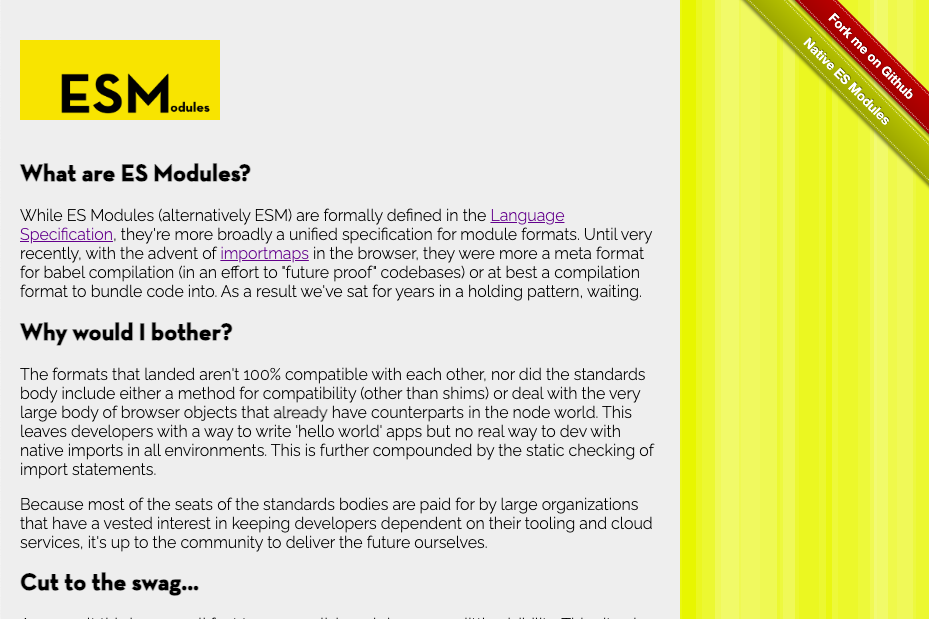 ESModules
Fork me on Github
Native ES Modules
What are ES Modules?
While ES Modules (alternatively ESM) are formally defined in the Language
Specification, they're more broadly a unified specification for module formats. Until very
recently, with the advent of importmaps in the browser, they were more a meta format
for babel compilation (in an effort to "future proof" codebases) or at best a compilation
format to bundle code into. As a result we've sat for years in a holding pattern, waiting.
Why would I bother?
The formats that landed aren't 100% compatible with each other, nor did the standards
body include either a method for compatibility (other than shims) or deal with the very
large body of browser objects that already have counterparts in the node world. This
leaves developers with a way to write 'hello world' apps but no real way to dev with
native imports in all environments. This is further compounded by the static checking of
import statements.
Because most of the seats of the standards bodies are paid for by large organizations
that have a vested interest in keeping developers dependent on their tooling and cloud
services, it's up to the community to deliver the future ourselves.
Cut to the swag...